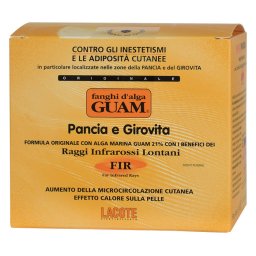 CONTRO GLI INESTETISMI
E LE ADIPOSITÀ CUTANEE
in particolare localizzate nelle zone della PANCIA e del GIROVITA
ORIGINALE
fanghi d'alga
GUAM®
Pancia e Girovita
FORMULA ORIGINALE CON ALGA MARINA GUAM 21% CON I BENEFICI DEI
Raggi Infrarossi Lontani
FIR
Far Infrared Rays
AUMENTO DELLA MICROCIRCOLAZIONE CUTANEA
EFFETTO CALORE SULLA PELLE
LACOTE